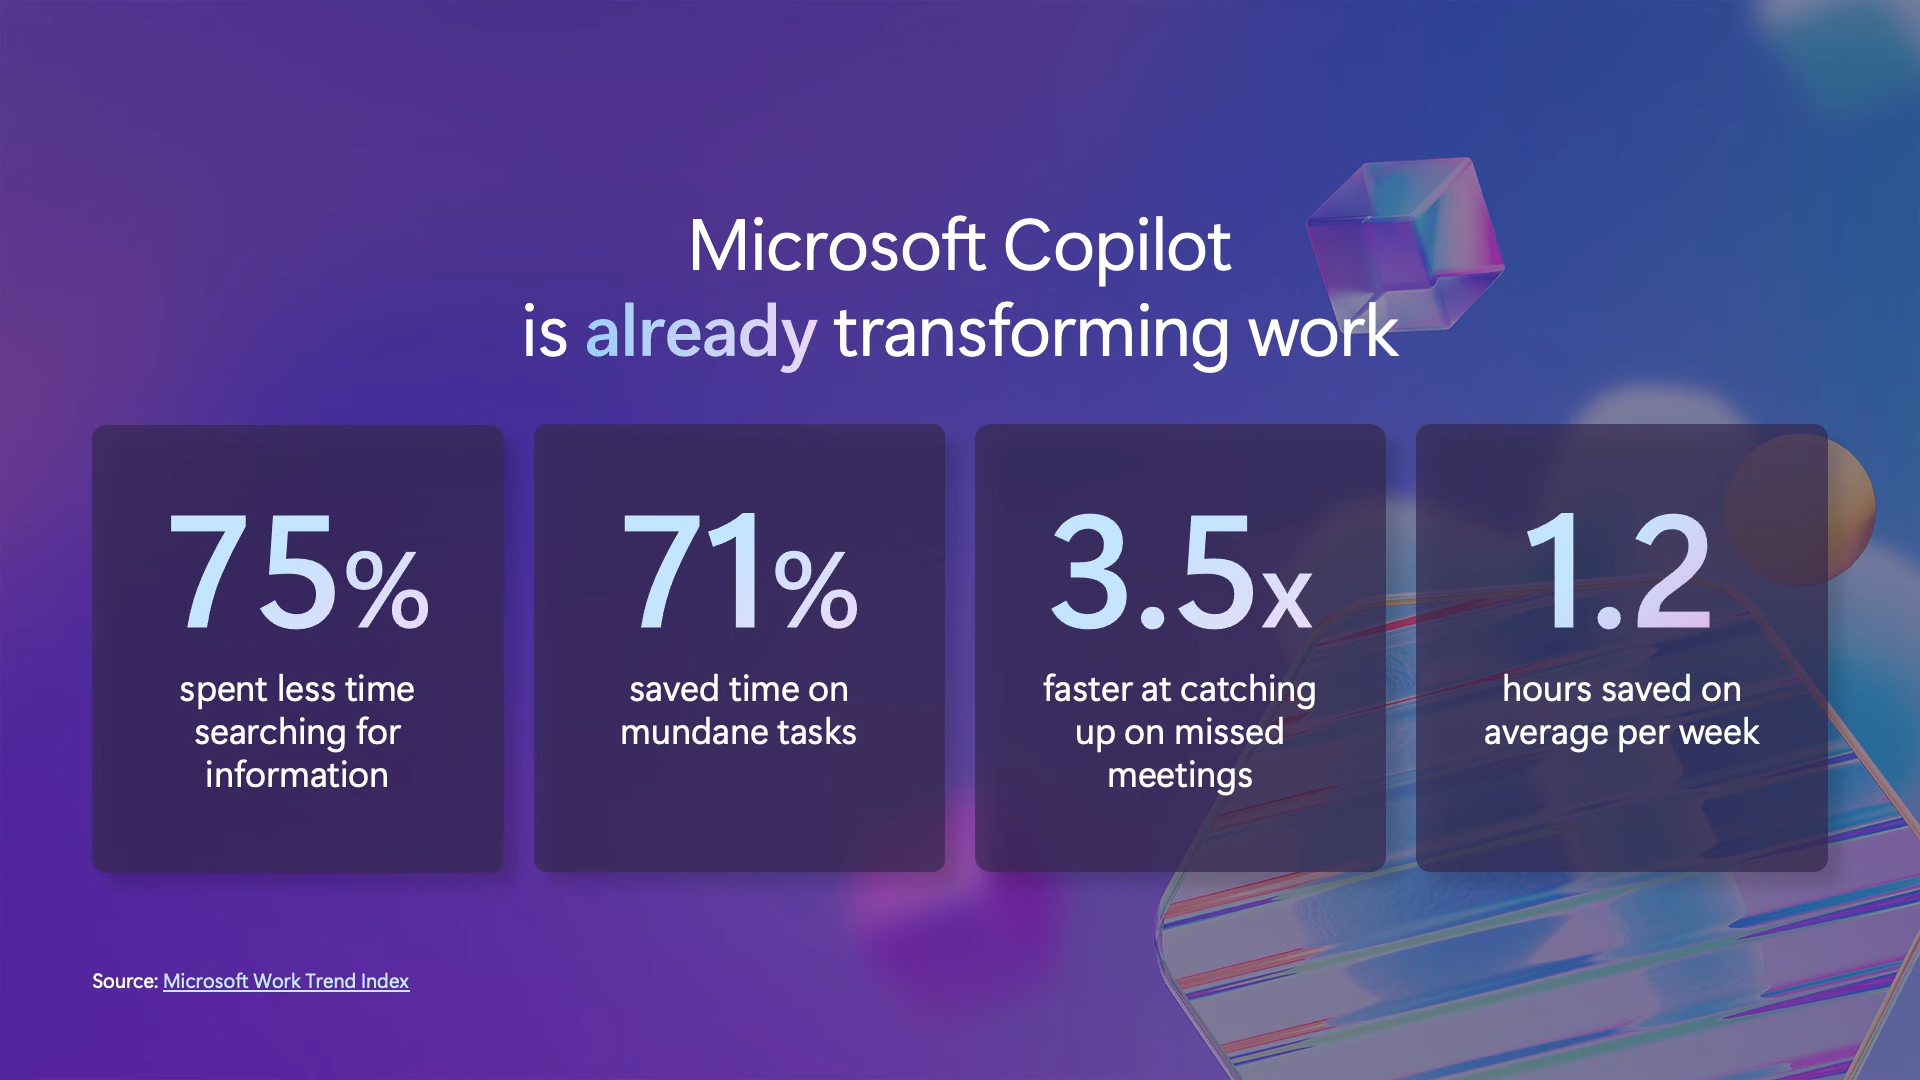 Microsoft Copilot
is already transforming work
75%
spent less time
searching for
information
71%
saved time on
mundane tasks
3.5x
faster at catching
up on missed
meetings
1.2
hours saved on
average per week
Source: Microsoft Work Trend Index